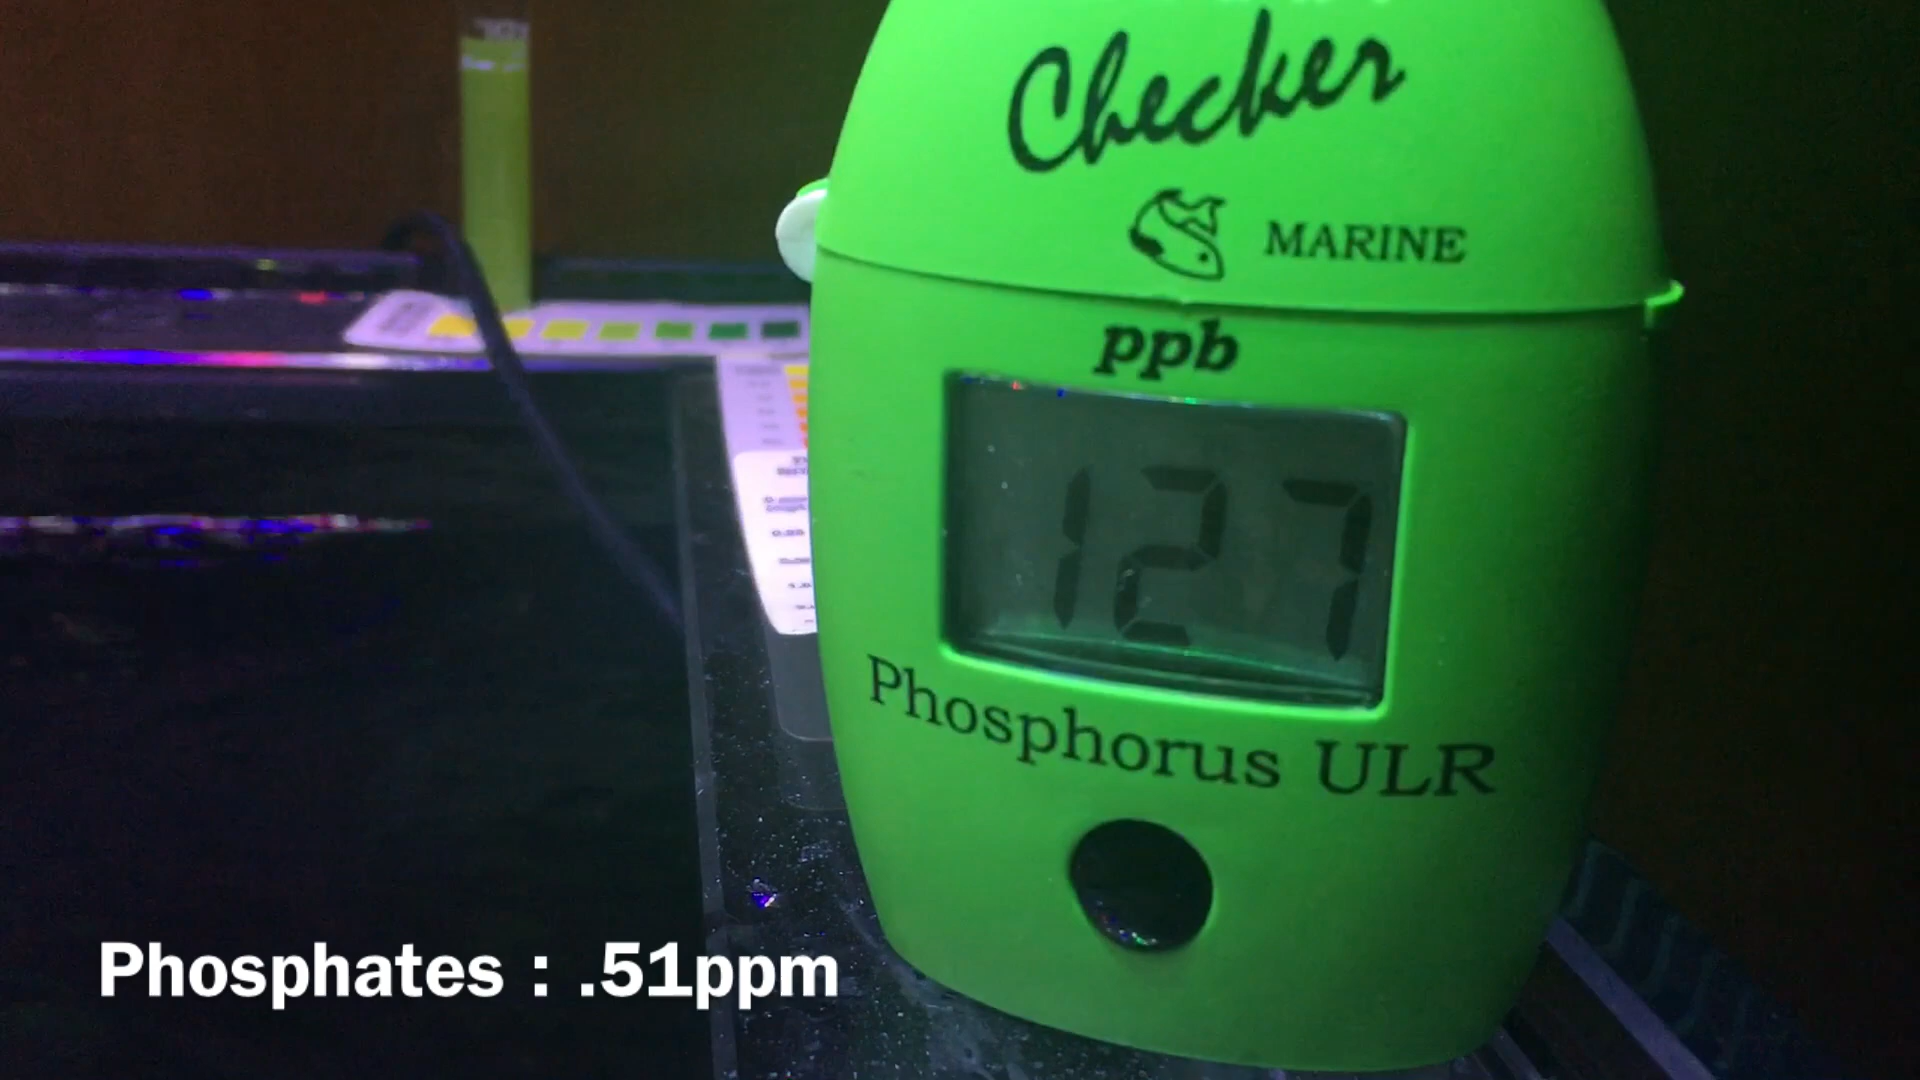 Checker
MARINE
ppb
127
Phosphorus ULR
Phosphates : .51ppm